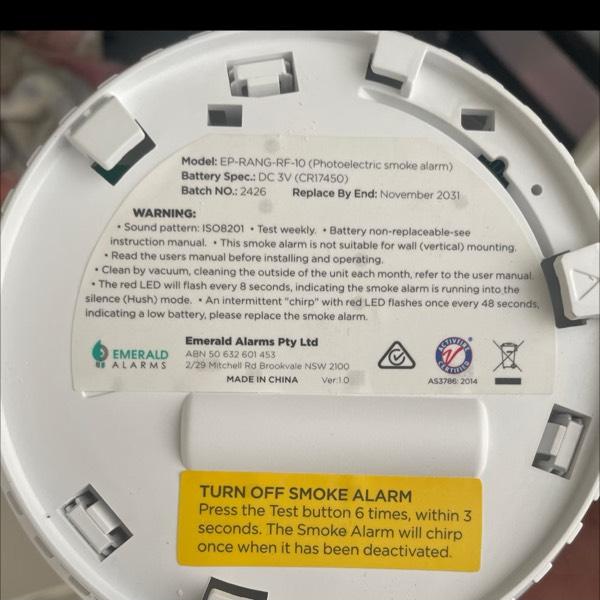 Model: EP-RANG-RF-10 (Photoelectric smoke alarm)
Battery Spec.: DC 3V (CR17450)
Batch NO.: 2426 Replace By End: November 2031
WARNING:
• Sound pattern: ISO8201 • Test weekly. • Battery non-replaceable-see
instruction manual. • This smoke alarm is not suitable for wall (vertical) mounting.
• Read the users manual before installing and operating.
• Clean by vacuum, cleaning the outside of the unit each month, refer to the user manual.
• The red LED will flash every 8 seconds, indicating the smoke alarm is running into the
silence (Hush) mode. • An intermittent "chirp" with red LED flashes once every 48 seconds,
indicating a low battery, please replace the smoke alarm.
EMERALD
ALARMS
Emerald Alarms Pty Ltd
ABN 50 632 601 453
2/29 Mitchell Rd Brookvale NSW 2100
MADE IN CHINA Ver:1.0
ACTIVFIRE
CERTIFIED
AS3786: 2014
TURN OFF SMOKE ALARM
Press the Test button 6 times, within 3
seconds. The Smoke Alarm will chirp
once when it has been deactivated.